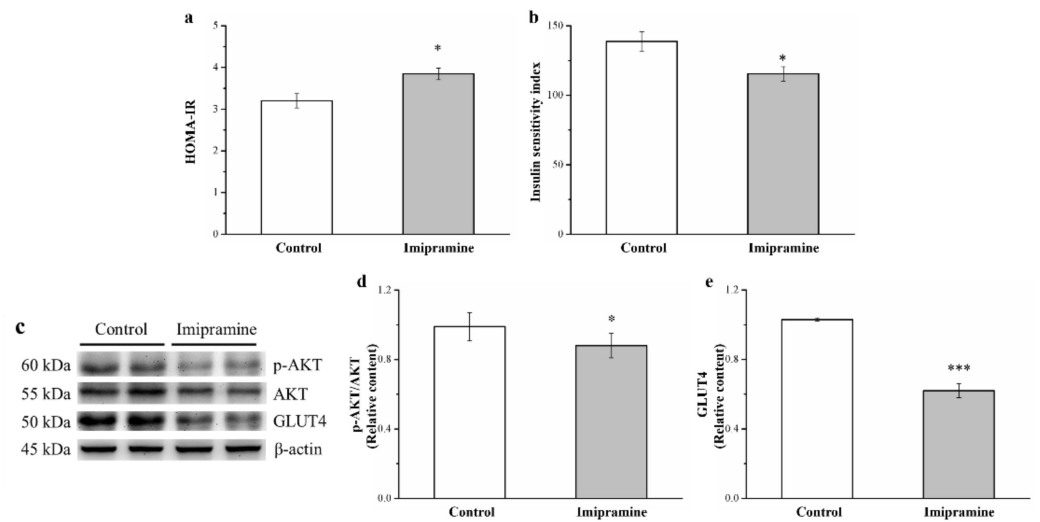 a
5
4
3
2
1
0
HOMA-IR
*
Control
Imipramine
b
150
100
50
0
Insulin sensitivity index
*
Control
Imipramine
c
Control Imipramine
60 kDa p-AKT
55 kDa AKT
50 kDa GLUT4
45 kDa β-actin
d
1.2
0.8
0.4
0.0
p-AKT/AKT
(Relative content)
*
Control
Imipramine
e
1.2
0.8
0.4
0.0
GLUT4
(Relative content)
***
Control
Imipramine